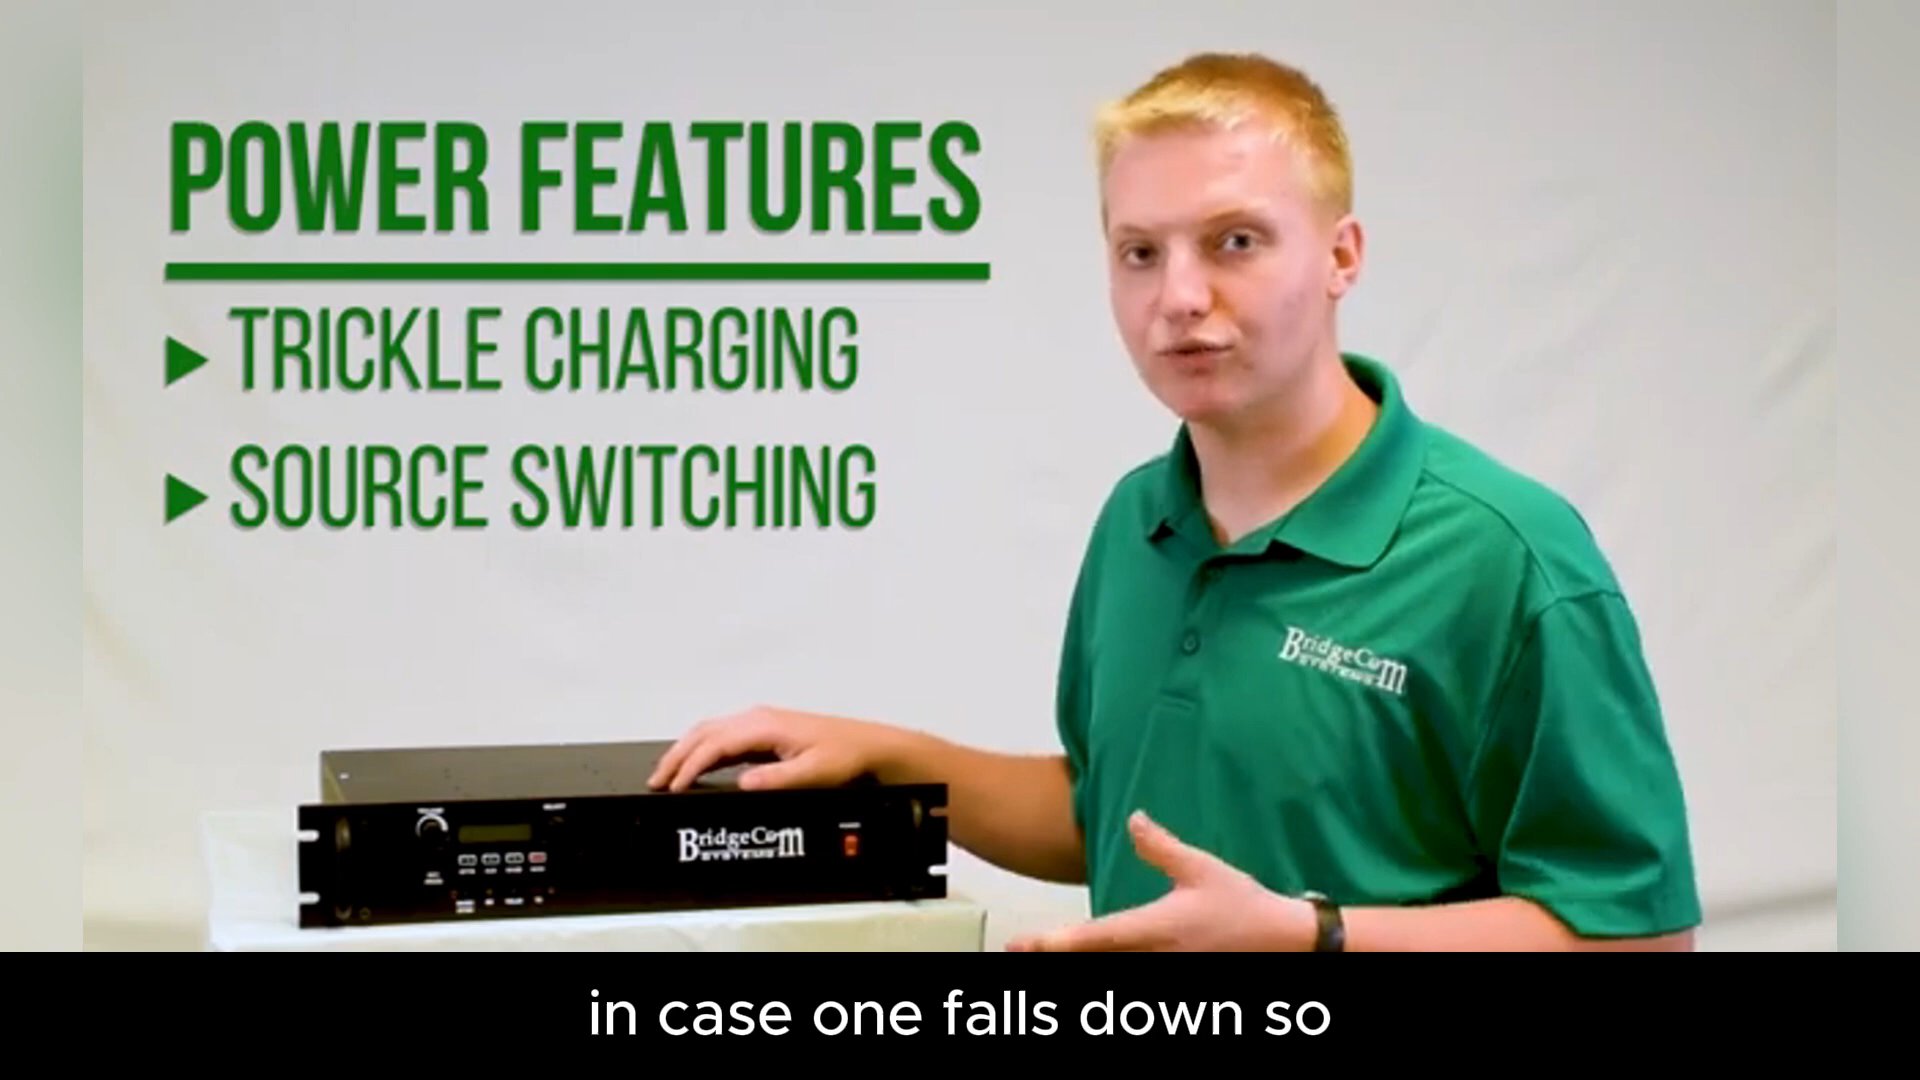 POWER FEATURES
TRICKLE CHARGING
SOURCE SWITCHING
BridgeCom
SYSTEMS
BridgeCom
SYSTEMS
in case one falls down so